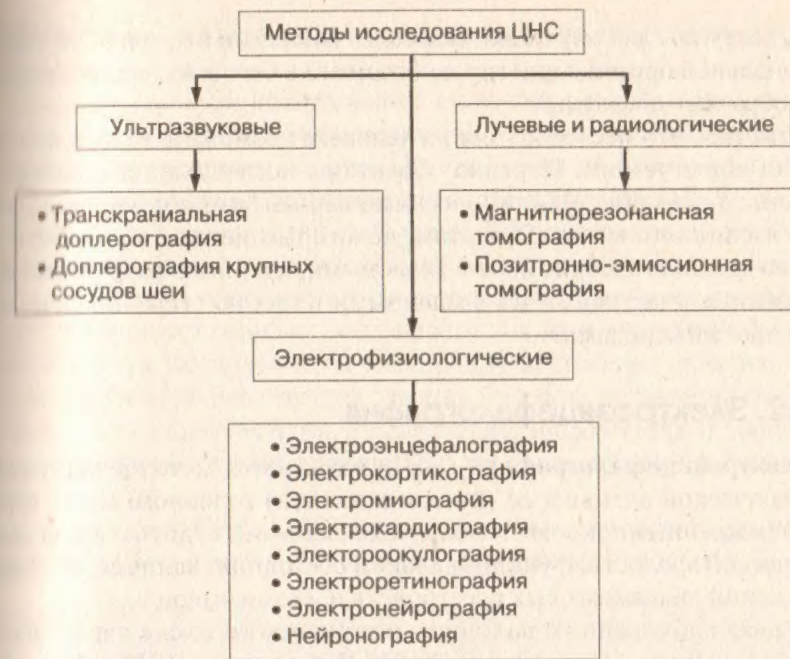 Методы исследования ЦНС
Ультразвуковые
Лучевые и радиологические
• Транскраниальная
доплерография
• Доплерография крупных
сосудов шеи
• Магниторезонансная
томография
• Позитронно-эмиссионная
томография
Электрофизиологические
• Электроэнцефалография
• Электрокортикография
• Электромиография
• Электрокардиография
• Электороокулография
• Электроретинография
• Электронейрография
• Нейронография